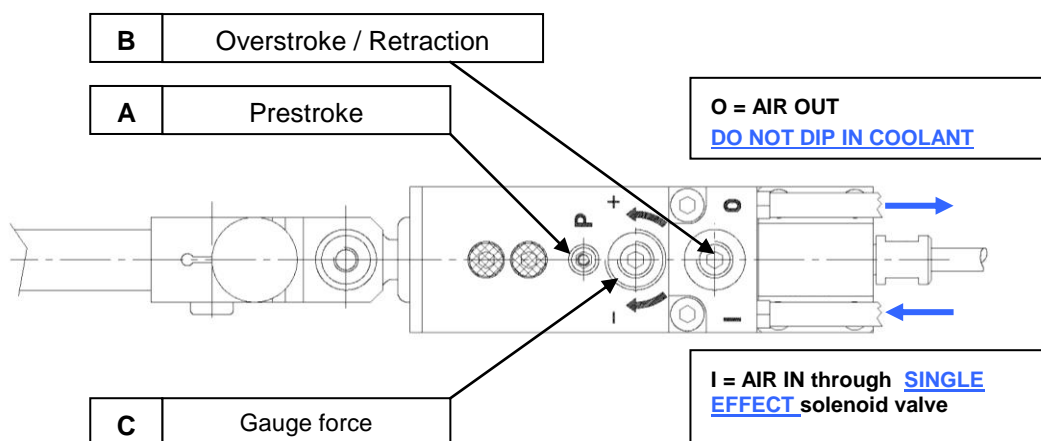 B Overstroke / Retraction
A Prestroke
O = AIR OUT
DO NOT DIP IN COOLANT
+
P
O
–
I
I = AIR IN through SINGLE
EFFECT solenoid valve
C Gauge force